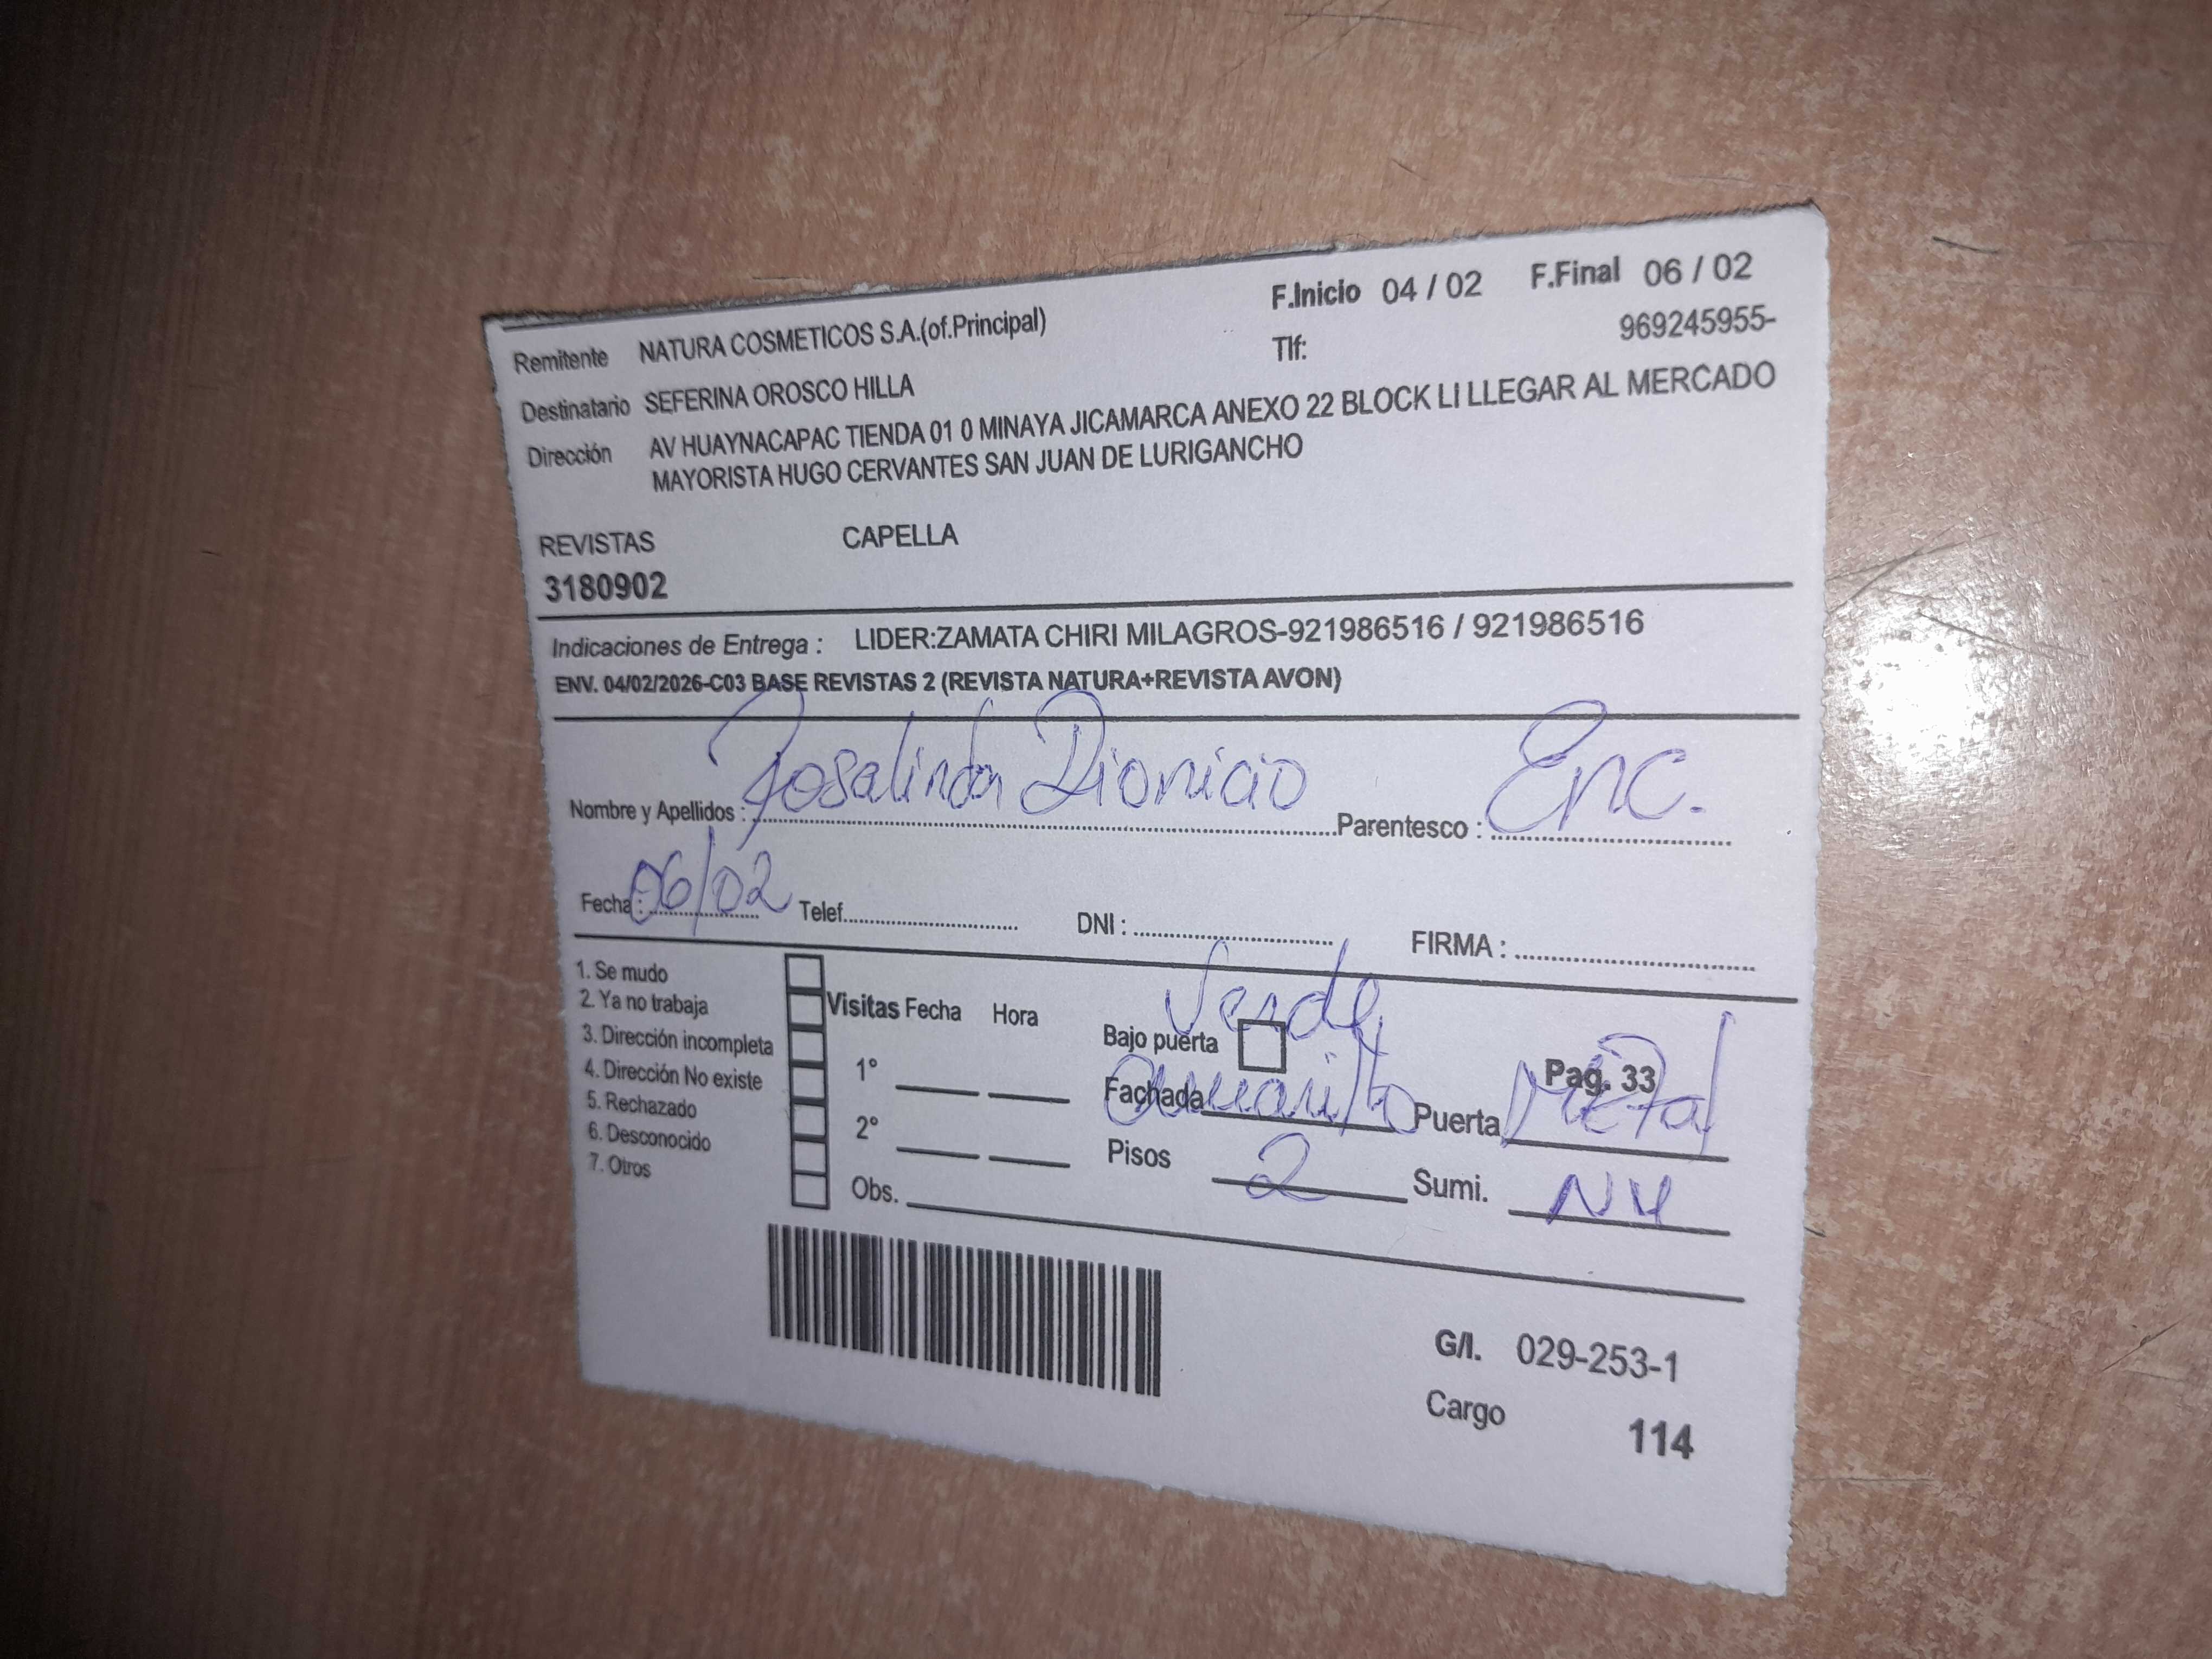 F.Inicio 04 / 02 F.Final 06 / 02
Remitente NATURA COSMETICOS S.A.(of.Principal) Tlf: 969245955-
Destinatario SEFERINA OROSCO HILLA
Dirección AV HUAYNACAPAC TIENDA 01 0 MINAYA JICAMARCA ANEXO 22 BLOCK LI LLEGAR AL MERCADO
MAYORISTA HUGO CERVANTES SAN JUAN DE LURIGANCHO
REVISTAS CAPELLA
3180902
Indicaciones de Entrega : LIDER:ZAMATA CHIRI MILAGROS-921986516 / 921986516
ENV. 04/02/2026-C03 BASE REVISTAS 2 (REVISTA NATURA+REVISTA AVON)
Nombre y Apellidos : Rosalinda Dionicio Parentesco : Enc.
Fecha : 06/02 Telef. DNI : FIRMA :
1. Se mudo
2. Ya no trabaja
3. Dirección incompleta
4. Dirección No existe
5. Rechazado
6. Desconocido
7. Otros
Visitas Fecha Hora
1°
2°
Obs.
Verde
Bajo puerta Pag. 33
Fachada amarillo Puerta Metal
Pisos 2 Sumi. N4
G/I. 029-253-1
Cargo 114